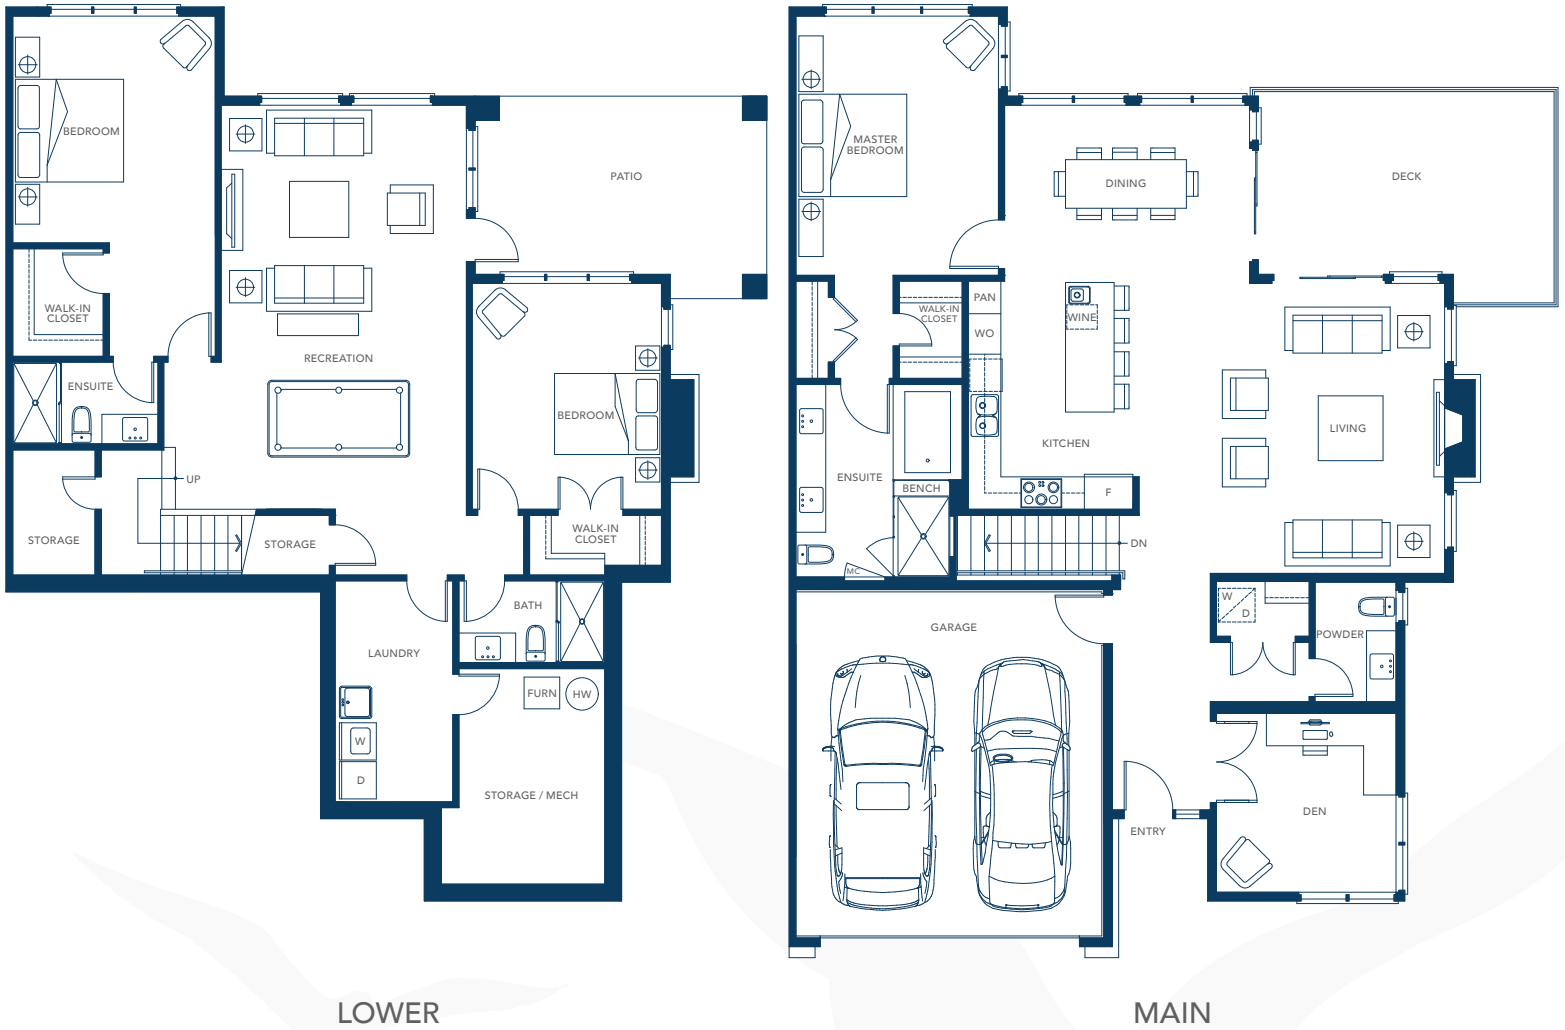 BEDROOM
PATIO
WALK-IN
CLOSET
RECREATION
ENSUITE
BEDROOM
UP
STORAGE
STORAGE
WALK-IN
CLOSET
BATH
LAUNDRY
FURN
HW
W
D
STORAGE / MECH
LOWER
MASTER
BEDROOM
DINING
DECK
PAN
WINE
WALK-IN
CLOSET
WO
LIVING
KITCHEN
ENSUITE
BENCH
F
DN
MC
GARAGE
W
D
POWDER
DEN
ENTRY
MAIN